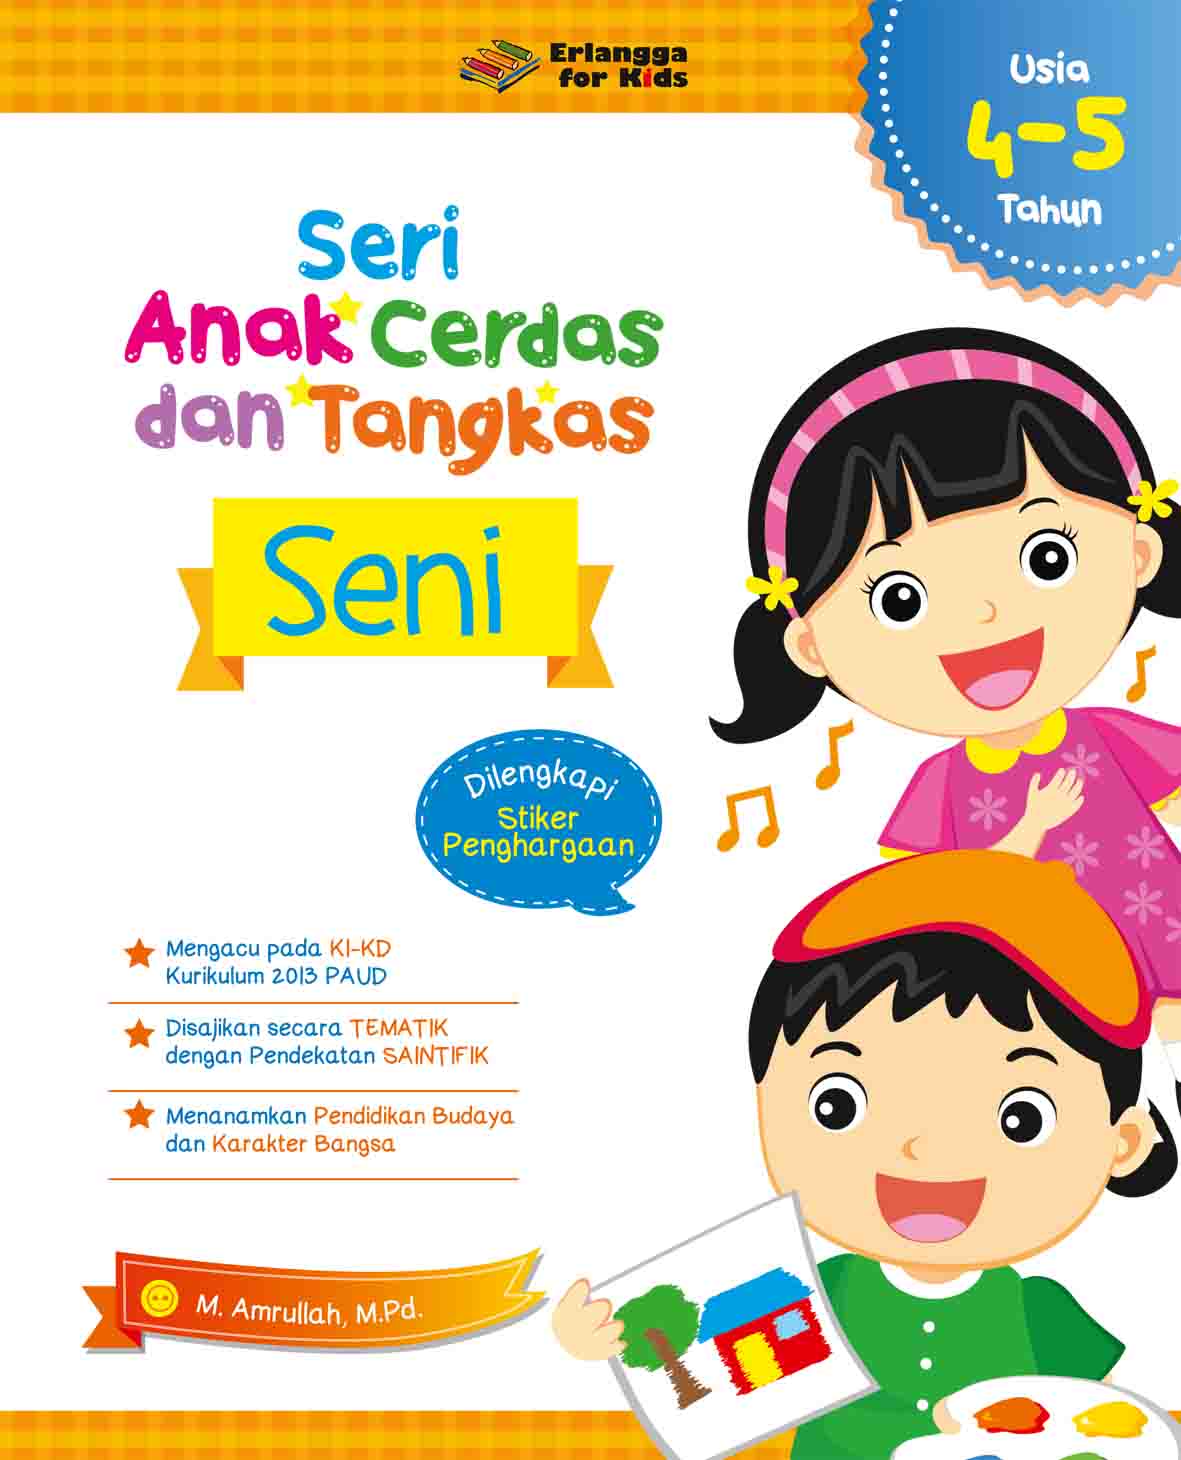 Erlangga
for Kids
Usia
4-5
Tahun
Seri
Anak Cerdas
dan Tangkas
Seni
Dilengkapi
Stiker
Penghargaan
Mengacu pada KI-KD
Kurikulum 2013 PAUD
Disajikan secara TEMATIK
dengan Pendekatan SAINTIFIK
Menanamkan Pendidikan Budaya
dan Karakter Bangsa
M. Amrullah, M.Pd.